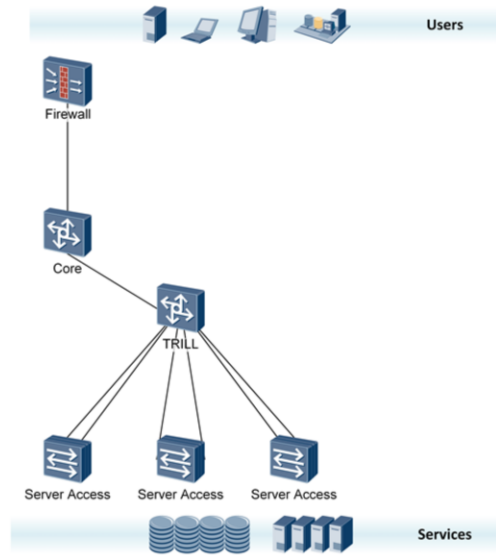 Users
Firewall
Core
TRILL
Server Access
Server Access
Server Access
Services